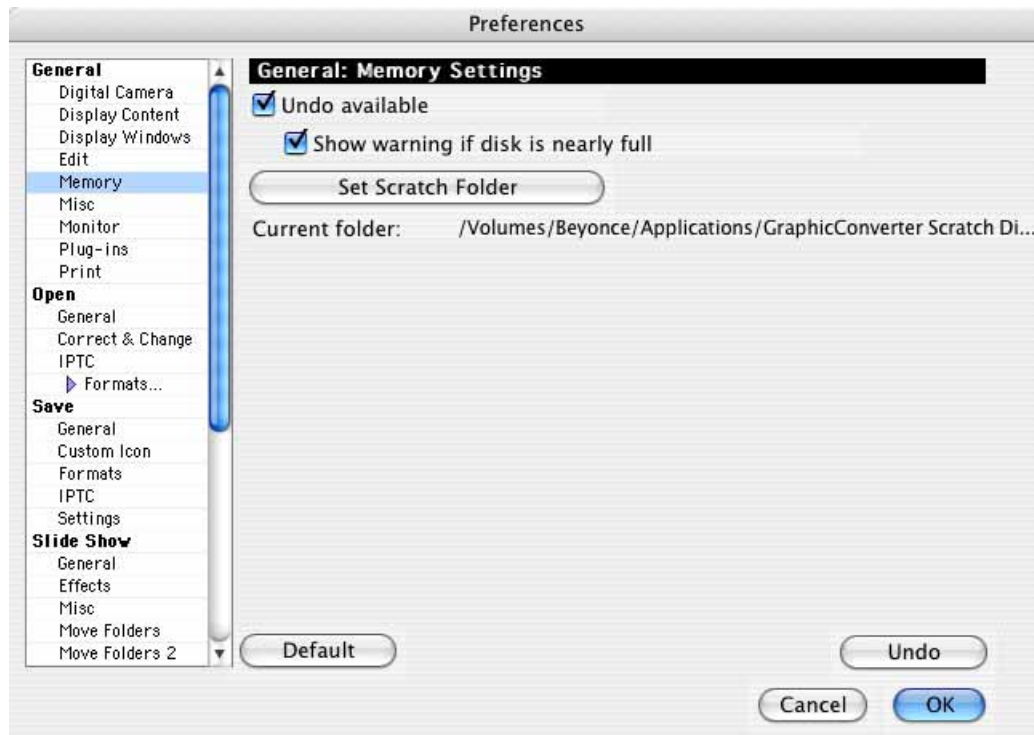 Preferences
General
Digital Camera
Display Content
Display Windows
Edit
Memory
Misc
Monitor
Plug-ins
Print
Open
General
Correct & Change
IPTC
Formats...
Save
General
Custom Icon
Formats
IPTC
Settings
Slide Show
General
Effects
Misc
Move Folders
Move Folders 2
General: Memory Settings
Undo available
Show warning if disk is nearly full
Set Scratch Folder
Current folder: /Volumes/Beyonce/Applications/GraphicConverter Scratch Di...
Default
Undo
Cancel
OK